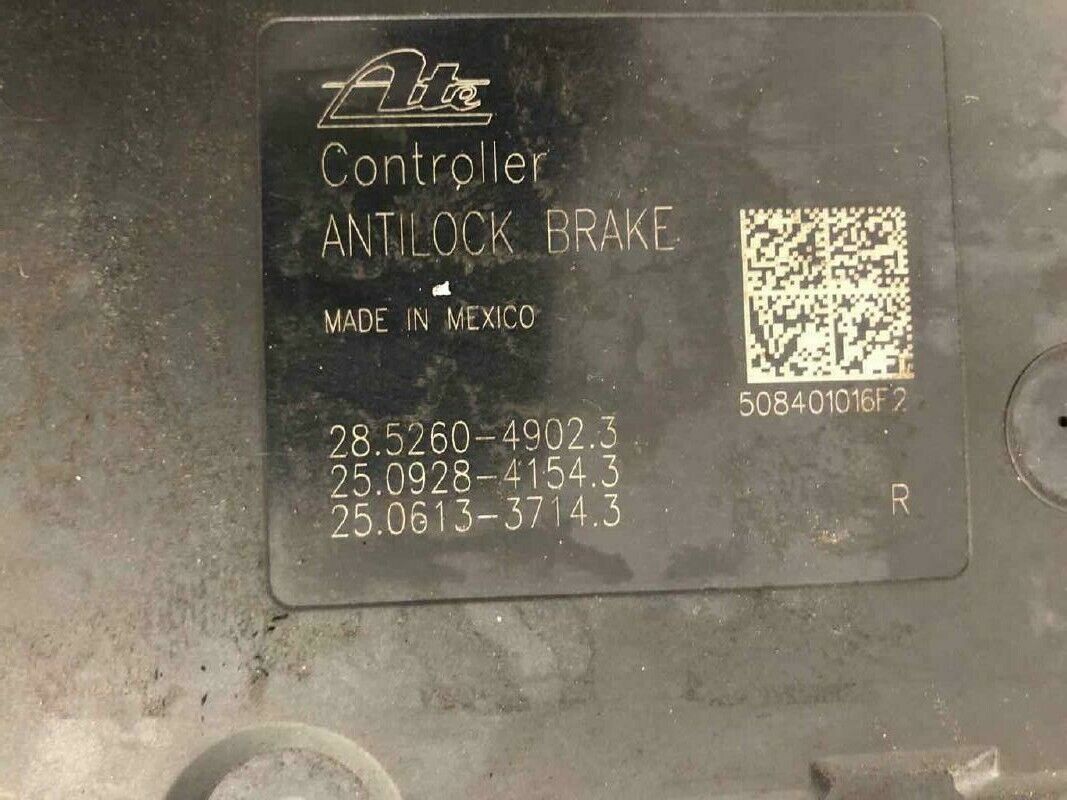 Ate
Controller
ANTILOCK BRAKE
MADE IN MEXICO
508401016F2
28.5260-4902.3
25.0928-4154.3
25.0613-3714.3
R